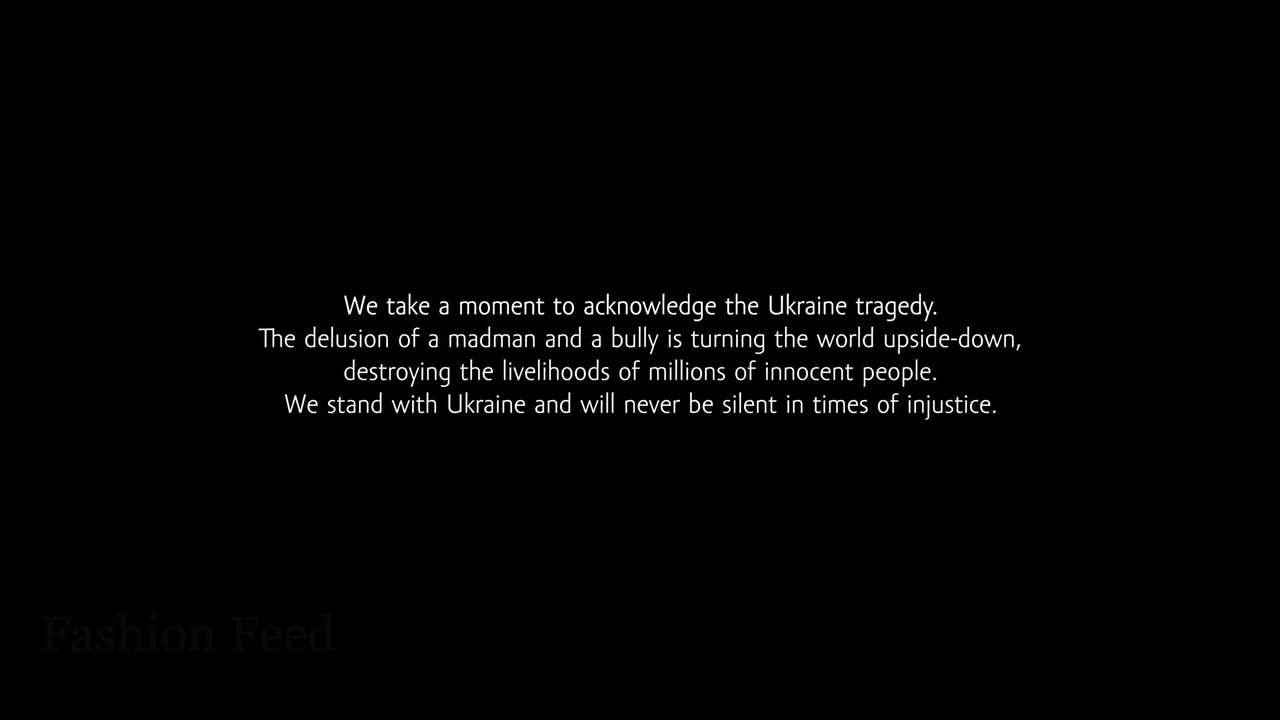 We take a moment to acknowledge the Ukraine tragedy.
The delusion of a madman and a bully is turning the world upside-down,
destroying the livelihoods of millions of innocent people.
We stand with Ukraine and will never be silent in times of injustice.
Fashion Feed